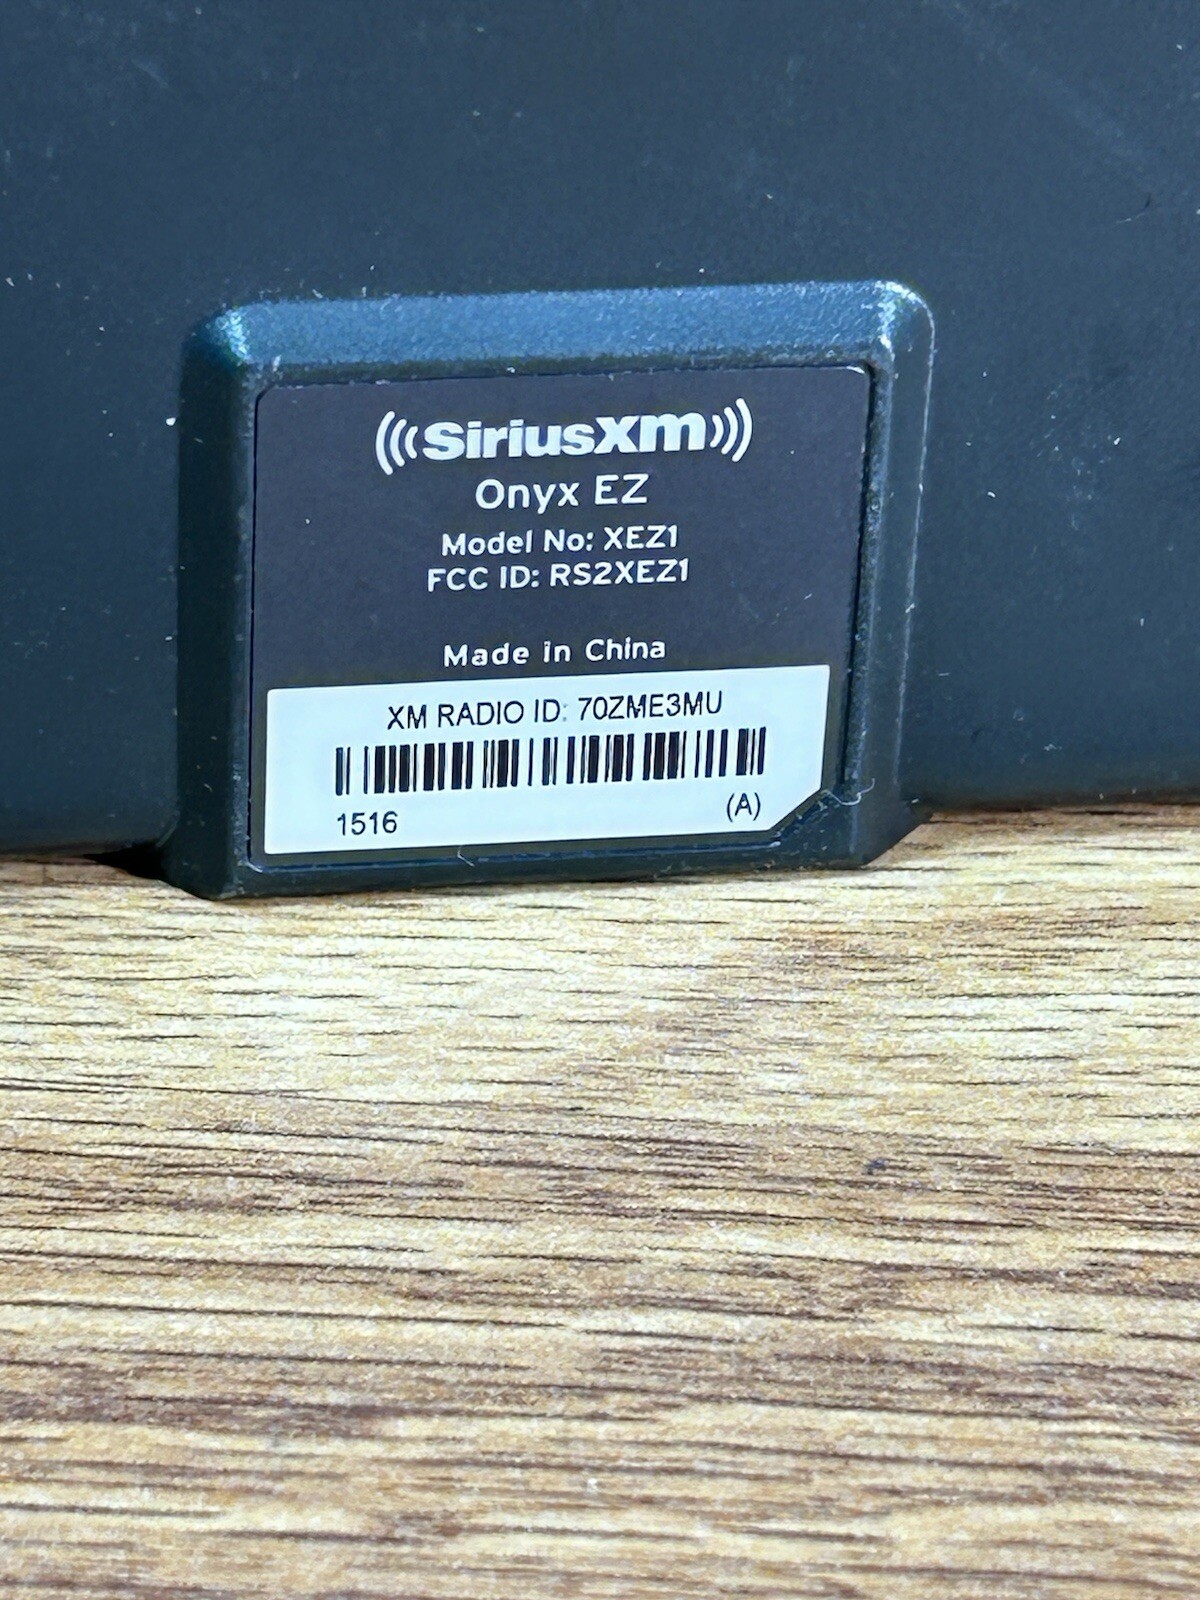 SiriusXM
Onyx EZ
Model No: XEZ1
FCC ID: RS2XEZ1
Made in China
XM RADIO ID: 70ZME3MU
1516
(A)